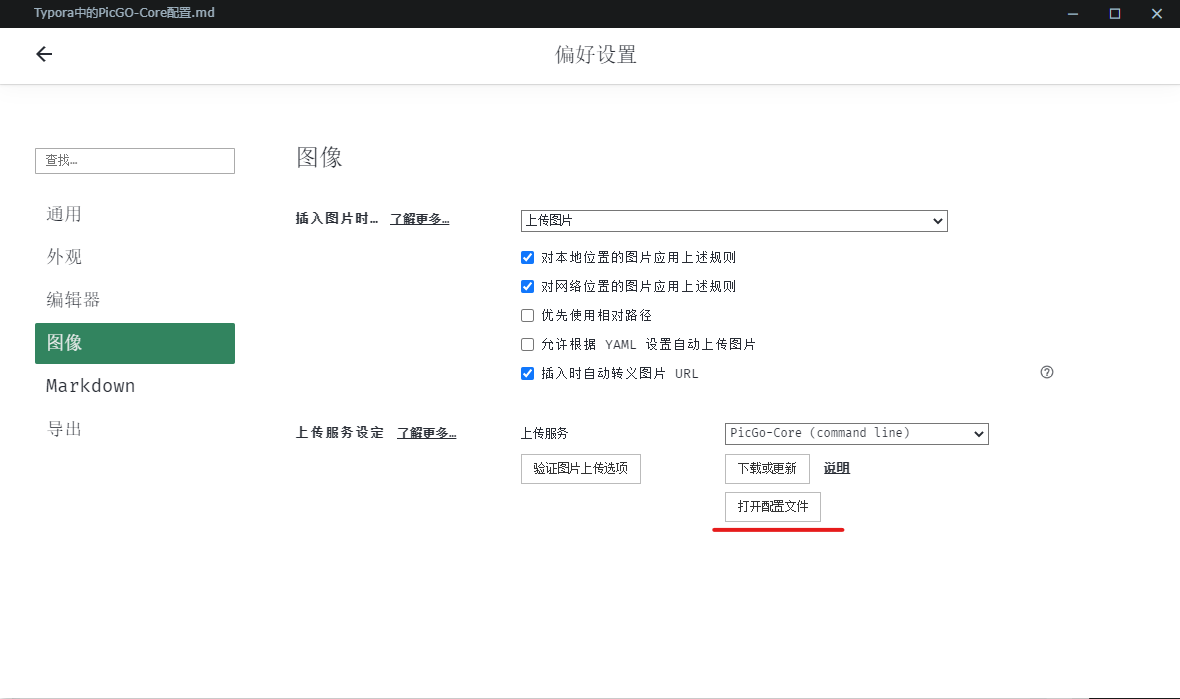 Typora中的PicGO-Core配置.md
偏好设置
查找…
通用
外观
编辑器
图像
Markdown
导出
图像
插入图片时… 了解更多…
上传图片
对本地位置的图片应用上述规则
对网络位置的图片应用上述规则
优先使用相对路径
允许根据 YAML 设置自动上传图片
插入时自动转义图片 URL
上传服务设定 了解更多…
上传服务 PicGo-Core (command line)
验证图片上传选项 下载或更新 说明
打开配置文件